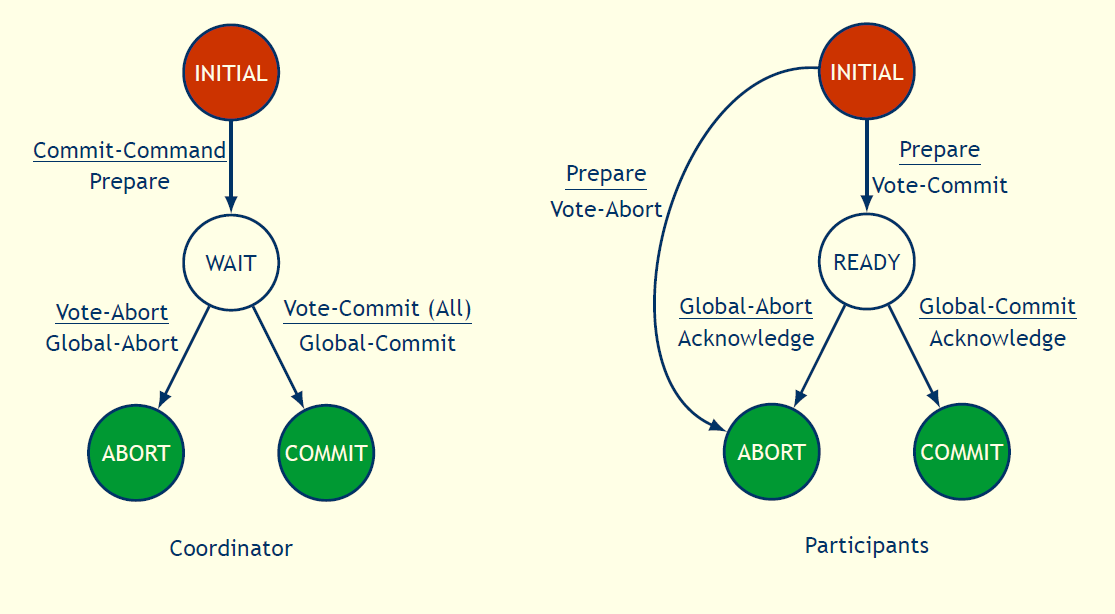 INITIAL
Commit-Command
Prepare
WAIT
Vote-Abort
Global-Abort
Vote-Commit (All)
Global-Commit
ABORT
COMMIT
Coordinator
INITIAL
Prepare
Vote-Abort
Prepare
Vote-Commit
READY
Global-Abort
Acknowledge
Global-Commit
Acknowledge
ABORT
COMMIT
Participants